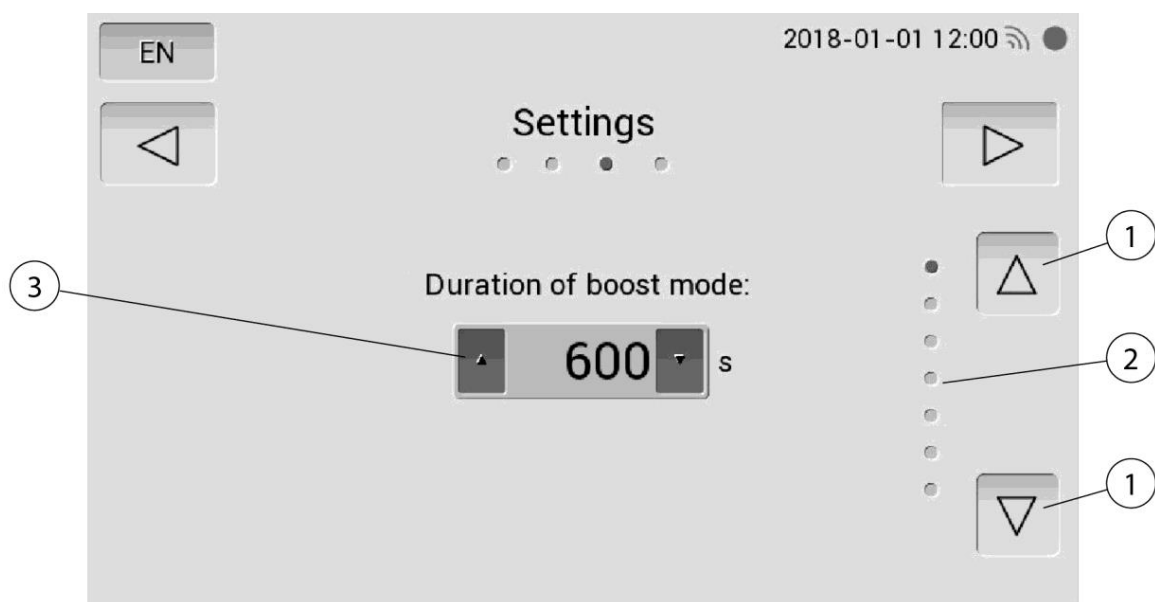 EN
2018-01-01 12:00
Settings
1
3
Duration of boost mode:
600 s
2
1